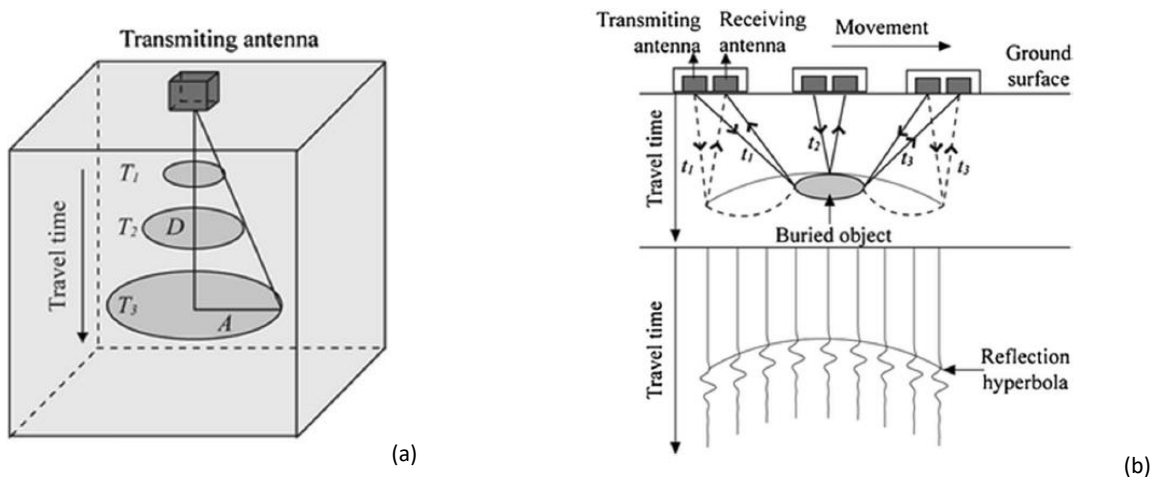 Transmiting antenna
T1
T2
D
T3
A
Travel time
(a)
Transmiting
antenna
Receiving
antenna
Movement
Ground
surface
Travel time
t1
t1
t2
t3
t3
Buried object
Travel time
Reflection
hyperbola
(b)